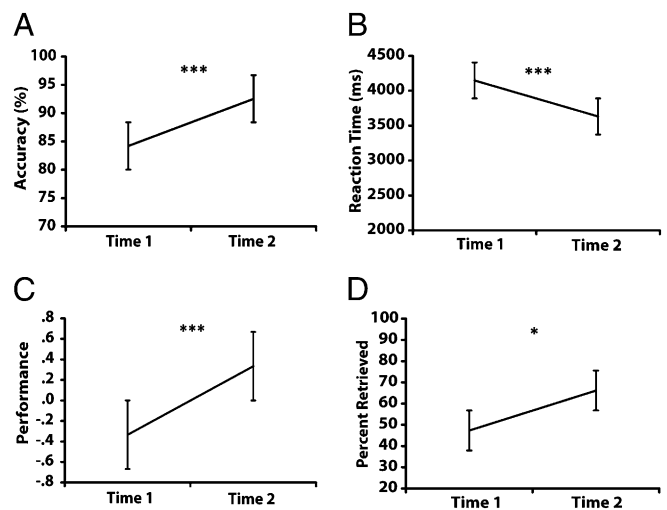 A
Accuracy (%)
100
95
90
85
80
75
70
***
Time 1
Time 2
B
Reaction Time (ms)
4500
4000
3500
3000
2000
***
Time 1
Time 2
C
Performance
.8
.6
.4
.2
.0
-.2
-.4
-.6
-.8
***
Time 1
Time 2
D
Percent Retrieved
100
90
80
70
60
50
40
30
20
*
Time 1
Time 2